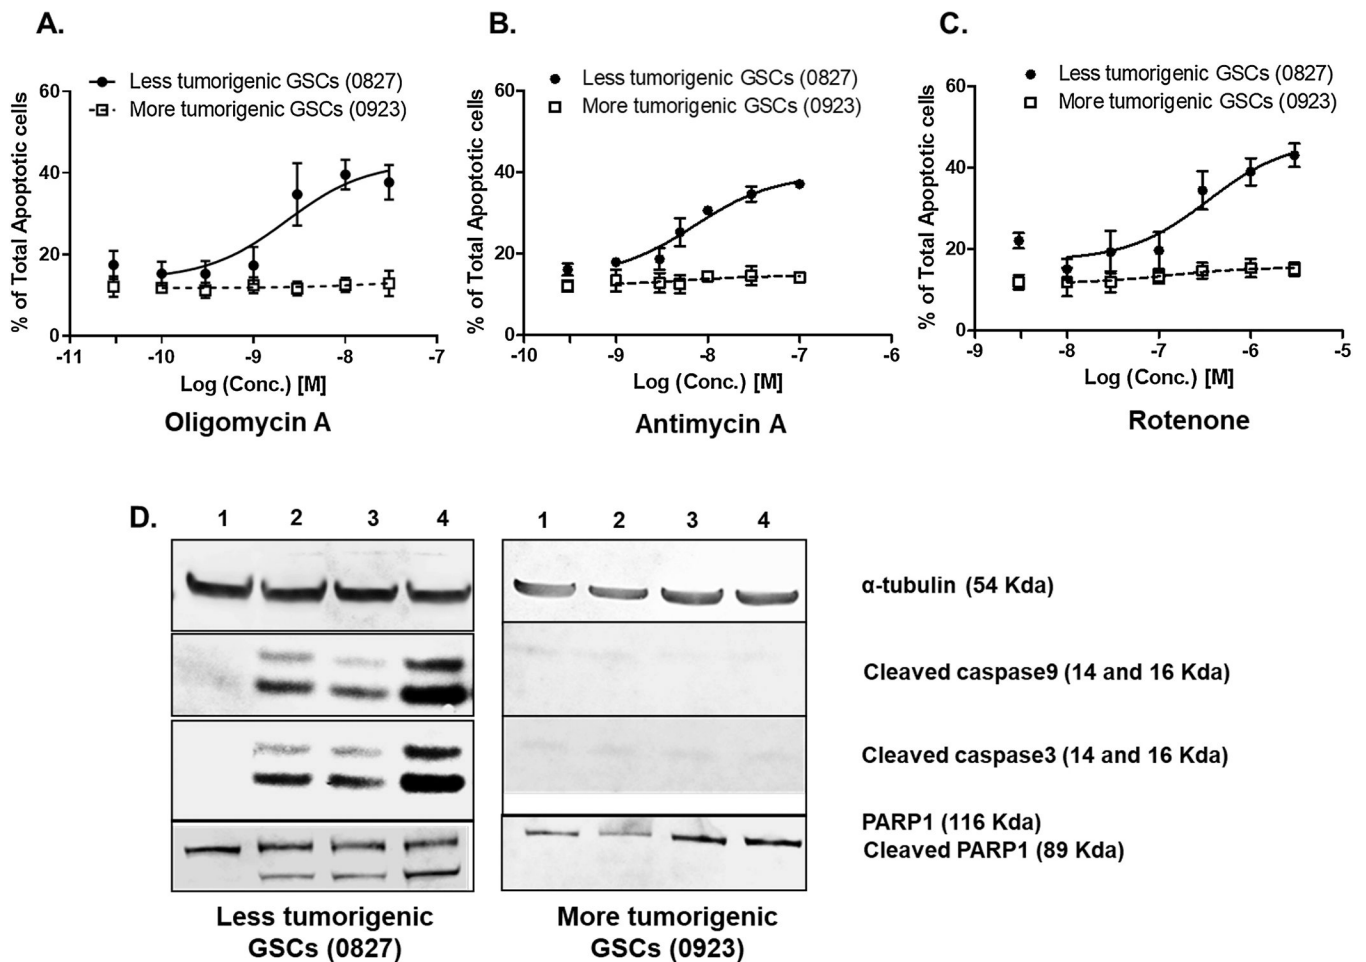 A.
Less tumorigenic GSCs (0827)
More tumorigenic GSCs (0923)
% of Total Apoptotic cells
60
40
20
0
-11
-10
-9
-8
-7
Log (Conc.) [M]
Oligomycin A
B.
Less tumorigenic GSCs (0827)
More tumorigenic GSCs (0923)
% of Total Apoptotic cells
60
40
20
0
-10
-9
-8
-7
-6
Log (Conc.) [M]
Antimycin A
C.
Less tumorigenic GSCs (0827)
More tumorigenic GSCs (0923)
% of Total Apoptotic cells
60
40
20
0
-9
-8
-7
-6
-5
Log (Conc.) [M]
Rotenone
D.
1 2 3 4
1 2 3 4
α-tubulin (54 Kda)
Cleaved caspase9 (14 and 16 Kda)
Cleaved caspase3 (14 and 16 Kda)
PARP1 (116 Kda)
Cleaved PARP1 (89 Kda)
Less tumorigenic
GSCs (0827)
More tumorigenic
GSCs (0923)